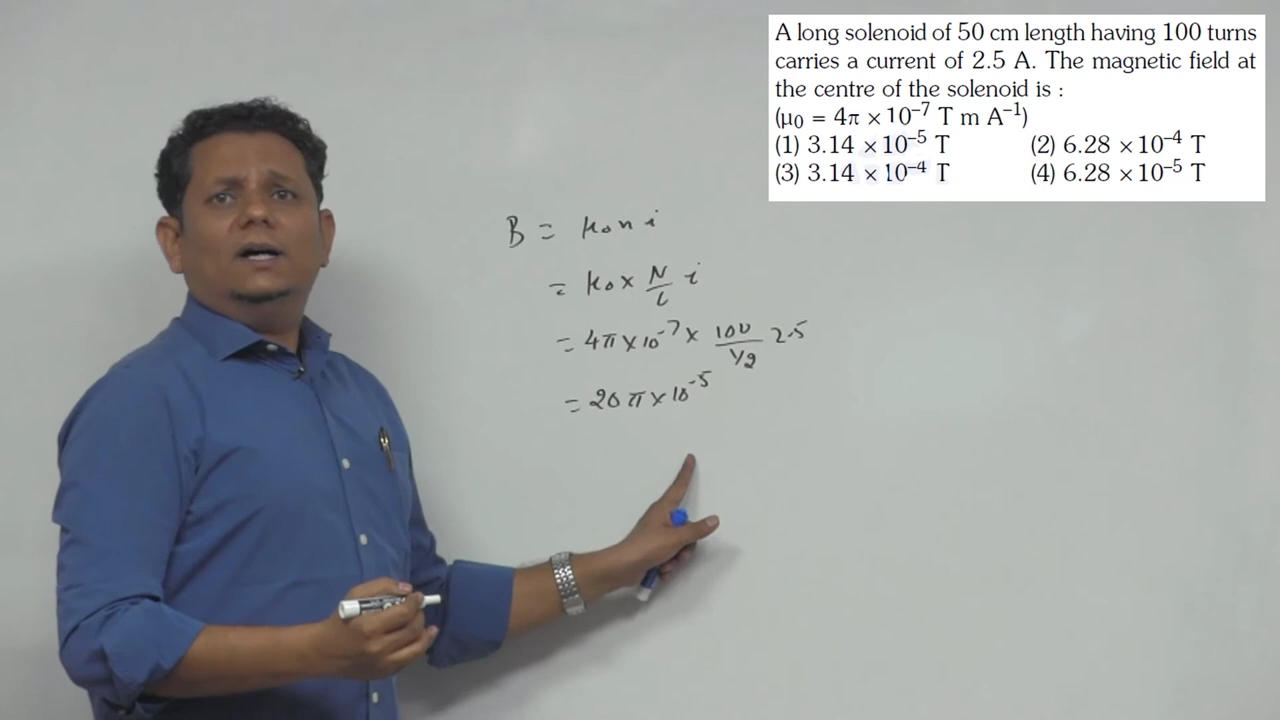 A long solenoid of 50 cm length having 100 turns
carries a current of 2.5 A. The magnetic field at
the centre of the solenoid is :
(μ₀ = 4π × 10⁻⁷ T m A⁻¹)
(1) 3.14 × 10⁻⁵ T (2) 6.28 × 10⁻⁴ T
(3) 3.14 × 10⁻⁴ T (4) 6.28 × 10⁻⁵ T
B = μ₀ n i
= μ₀ × N/L i
= 4π × 10⁻⁷ × 100/(1/2) 2.5
= 20 π × 10⁻⁵